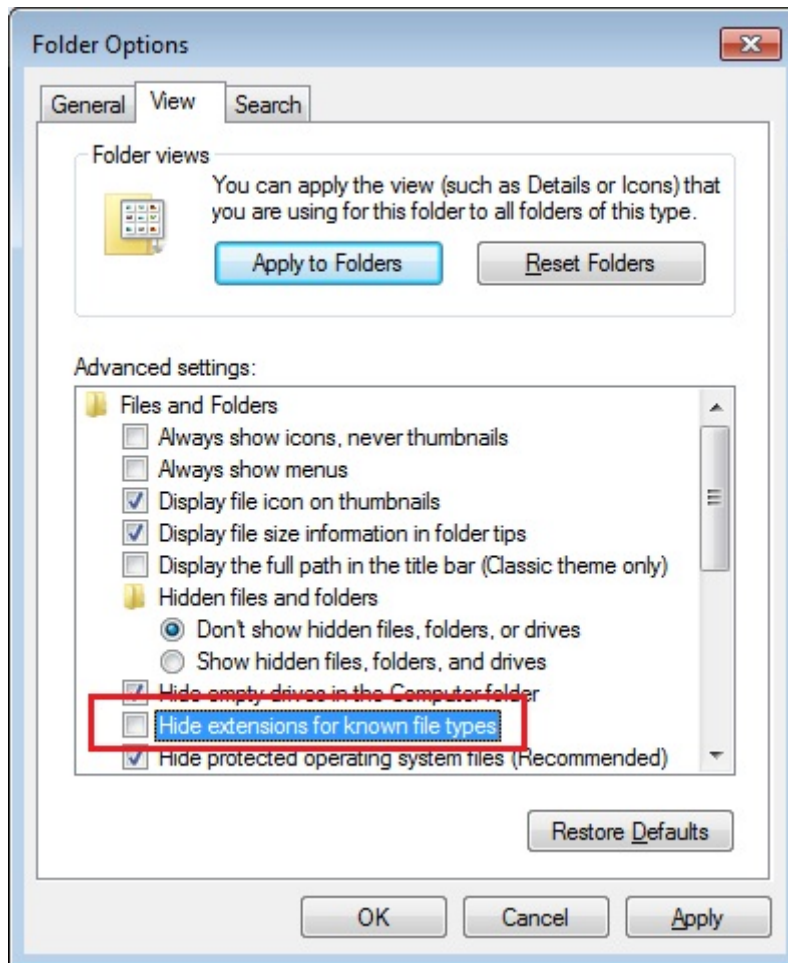 Folder Options
General View Search
Folder views
You can apply the view (such as Details or Icons) that
you are using for this folder to all folders of this type.
Apply to Folders Reset Folders
Advanced settings:
Files and Folders
Always show icons, never thumbnails
Always show menus
Display file icon on thumbnails
Display file size information in folder tips
Display the full path in the title bar (Classic theme only)
Hidden files and folders
Don't show hidden files, folders, or drives
Show hidden files, folders, and drives
Hide empty drives in the Computer folder
Hide extensions for known file types
Hide protected operating system files (Recommended)
Restore Defaults
OK Cancel Apply